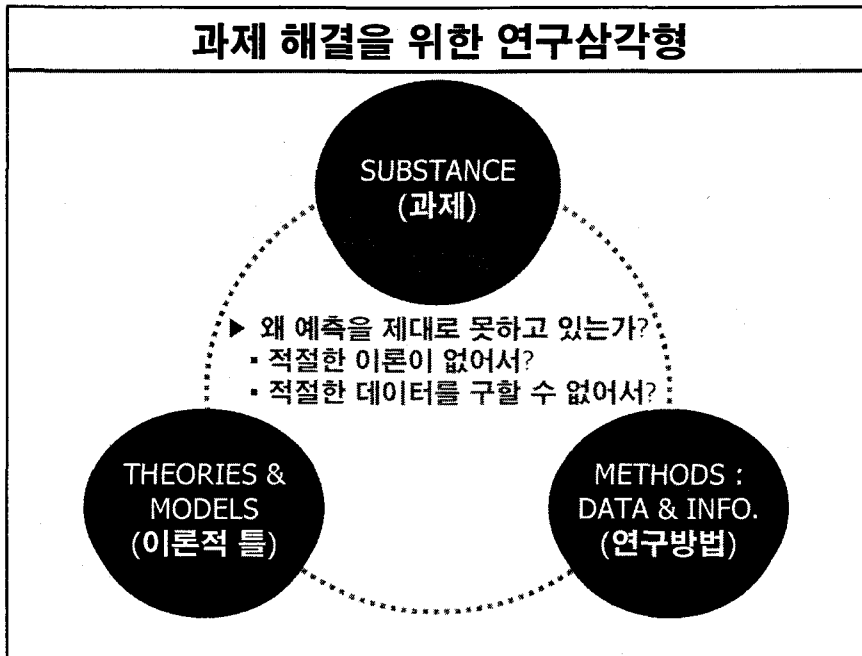 과제 해결을 위한 연구삼각형
SUBSTANCE
(과제)
▶ 왜 예측을 제대로 못하고 있는가?
▪ 적절한 이론이 없어서?
▪ 적절한 데이터를 구할 수 없어서?
THEORIES &
MODELS
(이론적 틀)
METHODS :
DATA & INFO.
(연구방법)